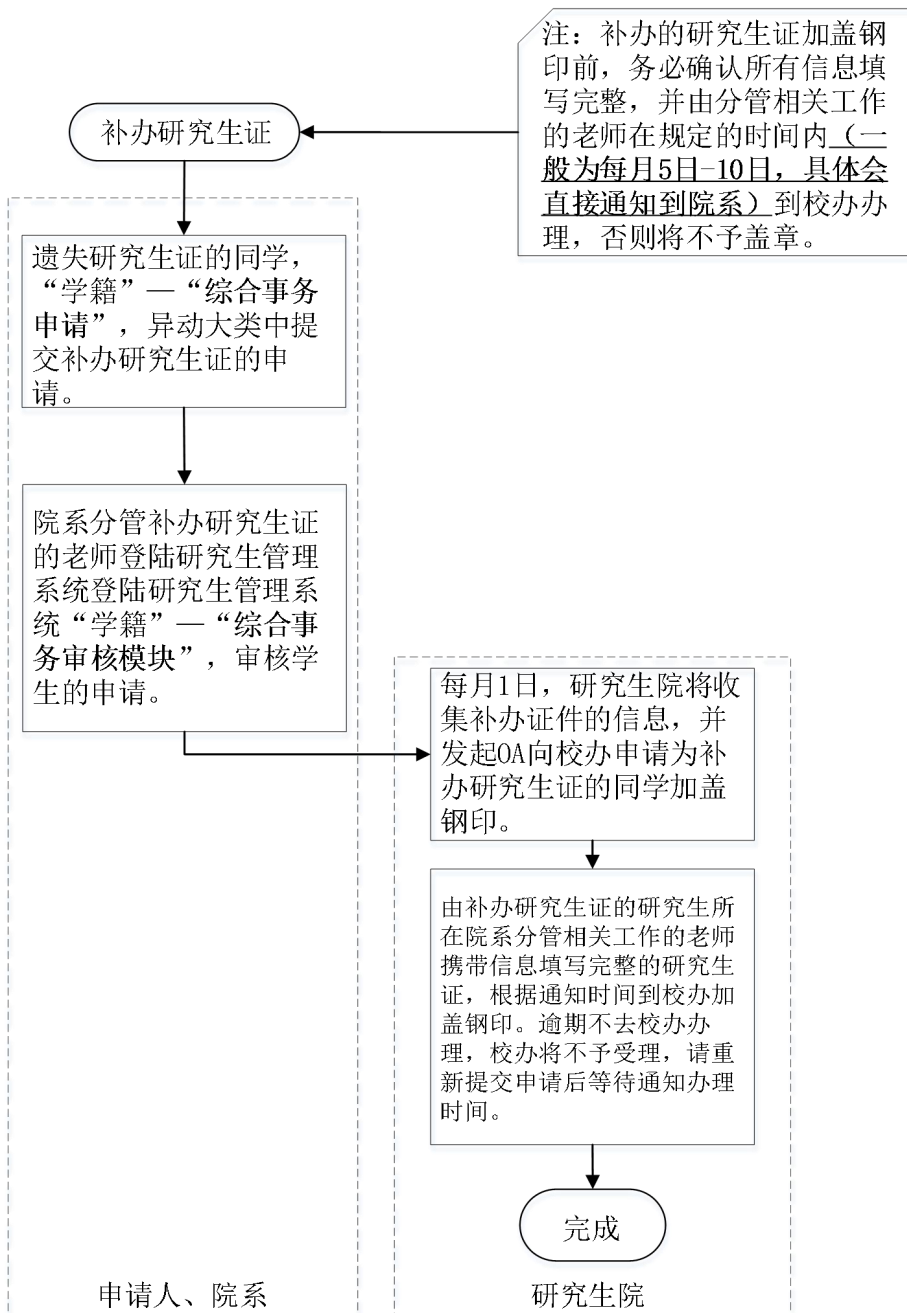 注：补办的研究生证加盖钢
印前，务必确认所有信息填
写完整，并由分管相关工作
的老师在规定的时间内（一
般为每月5日-10日，具体会
直接通知到院系）到校办办
理，否则将不予盖章。
补办研究生证
遗失研究生证的同学，
“学籍”—“综合事务
申请”，异动大类中提
交补办研究生证的申
请。
院系分管补办研究生证
的老师登陆研究生管理
系统登陆研究生管理系
统“学籍”—“综合事
务审核模块”，审核学
生的申请。
每月1日，研究生院将收
集补办证件的信息，并
发起OA向校办申请为补
办研究生证的同学加盖
钢印。
由补办研究生证的研究生所
在院系分管相关工作的老师
携带信息填写完整的研究生
证，根据通知时间到校办加
盖钢印。逾期不去校办办
理，校办将不予受理，请重
新提交申请后等待通知办理
时间。
完成
申请人、院系
研究生院